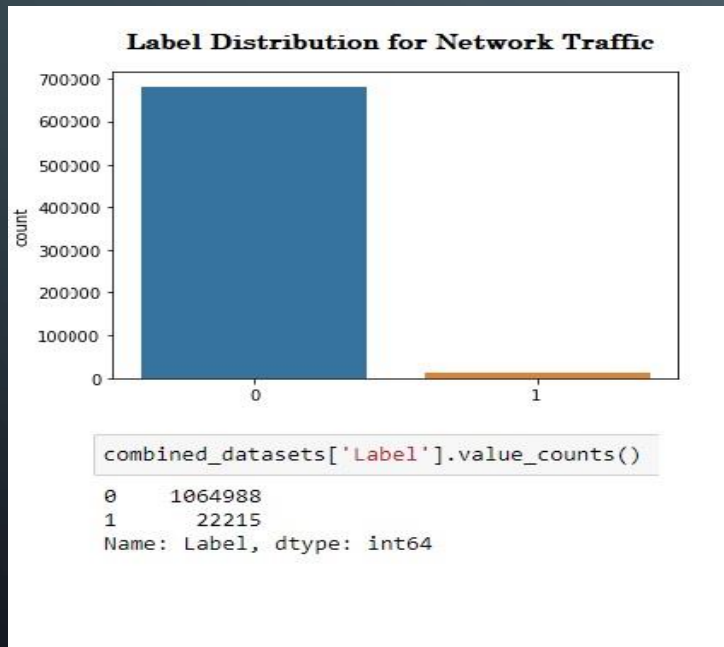 Label Distribution for Network Traffic
700000
600000
500000
400000
300000
200000
100000
0
count
0 1
combined_datasets['Label'].value_counts()
0 1064988
1 22215
Name: Label, dtype: int64